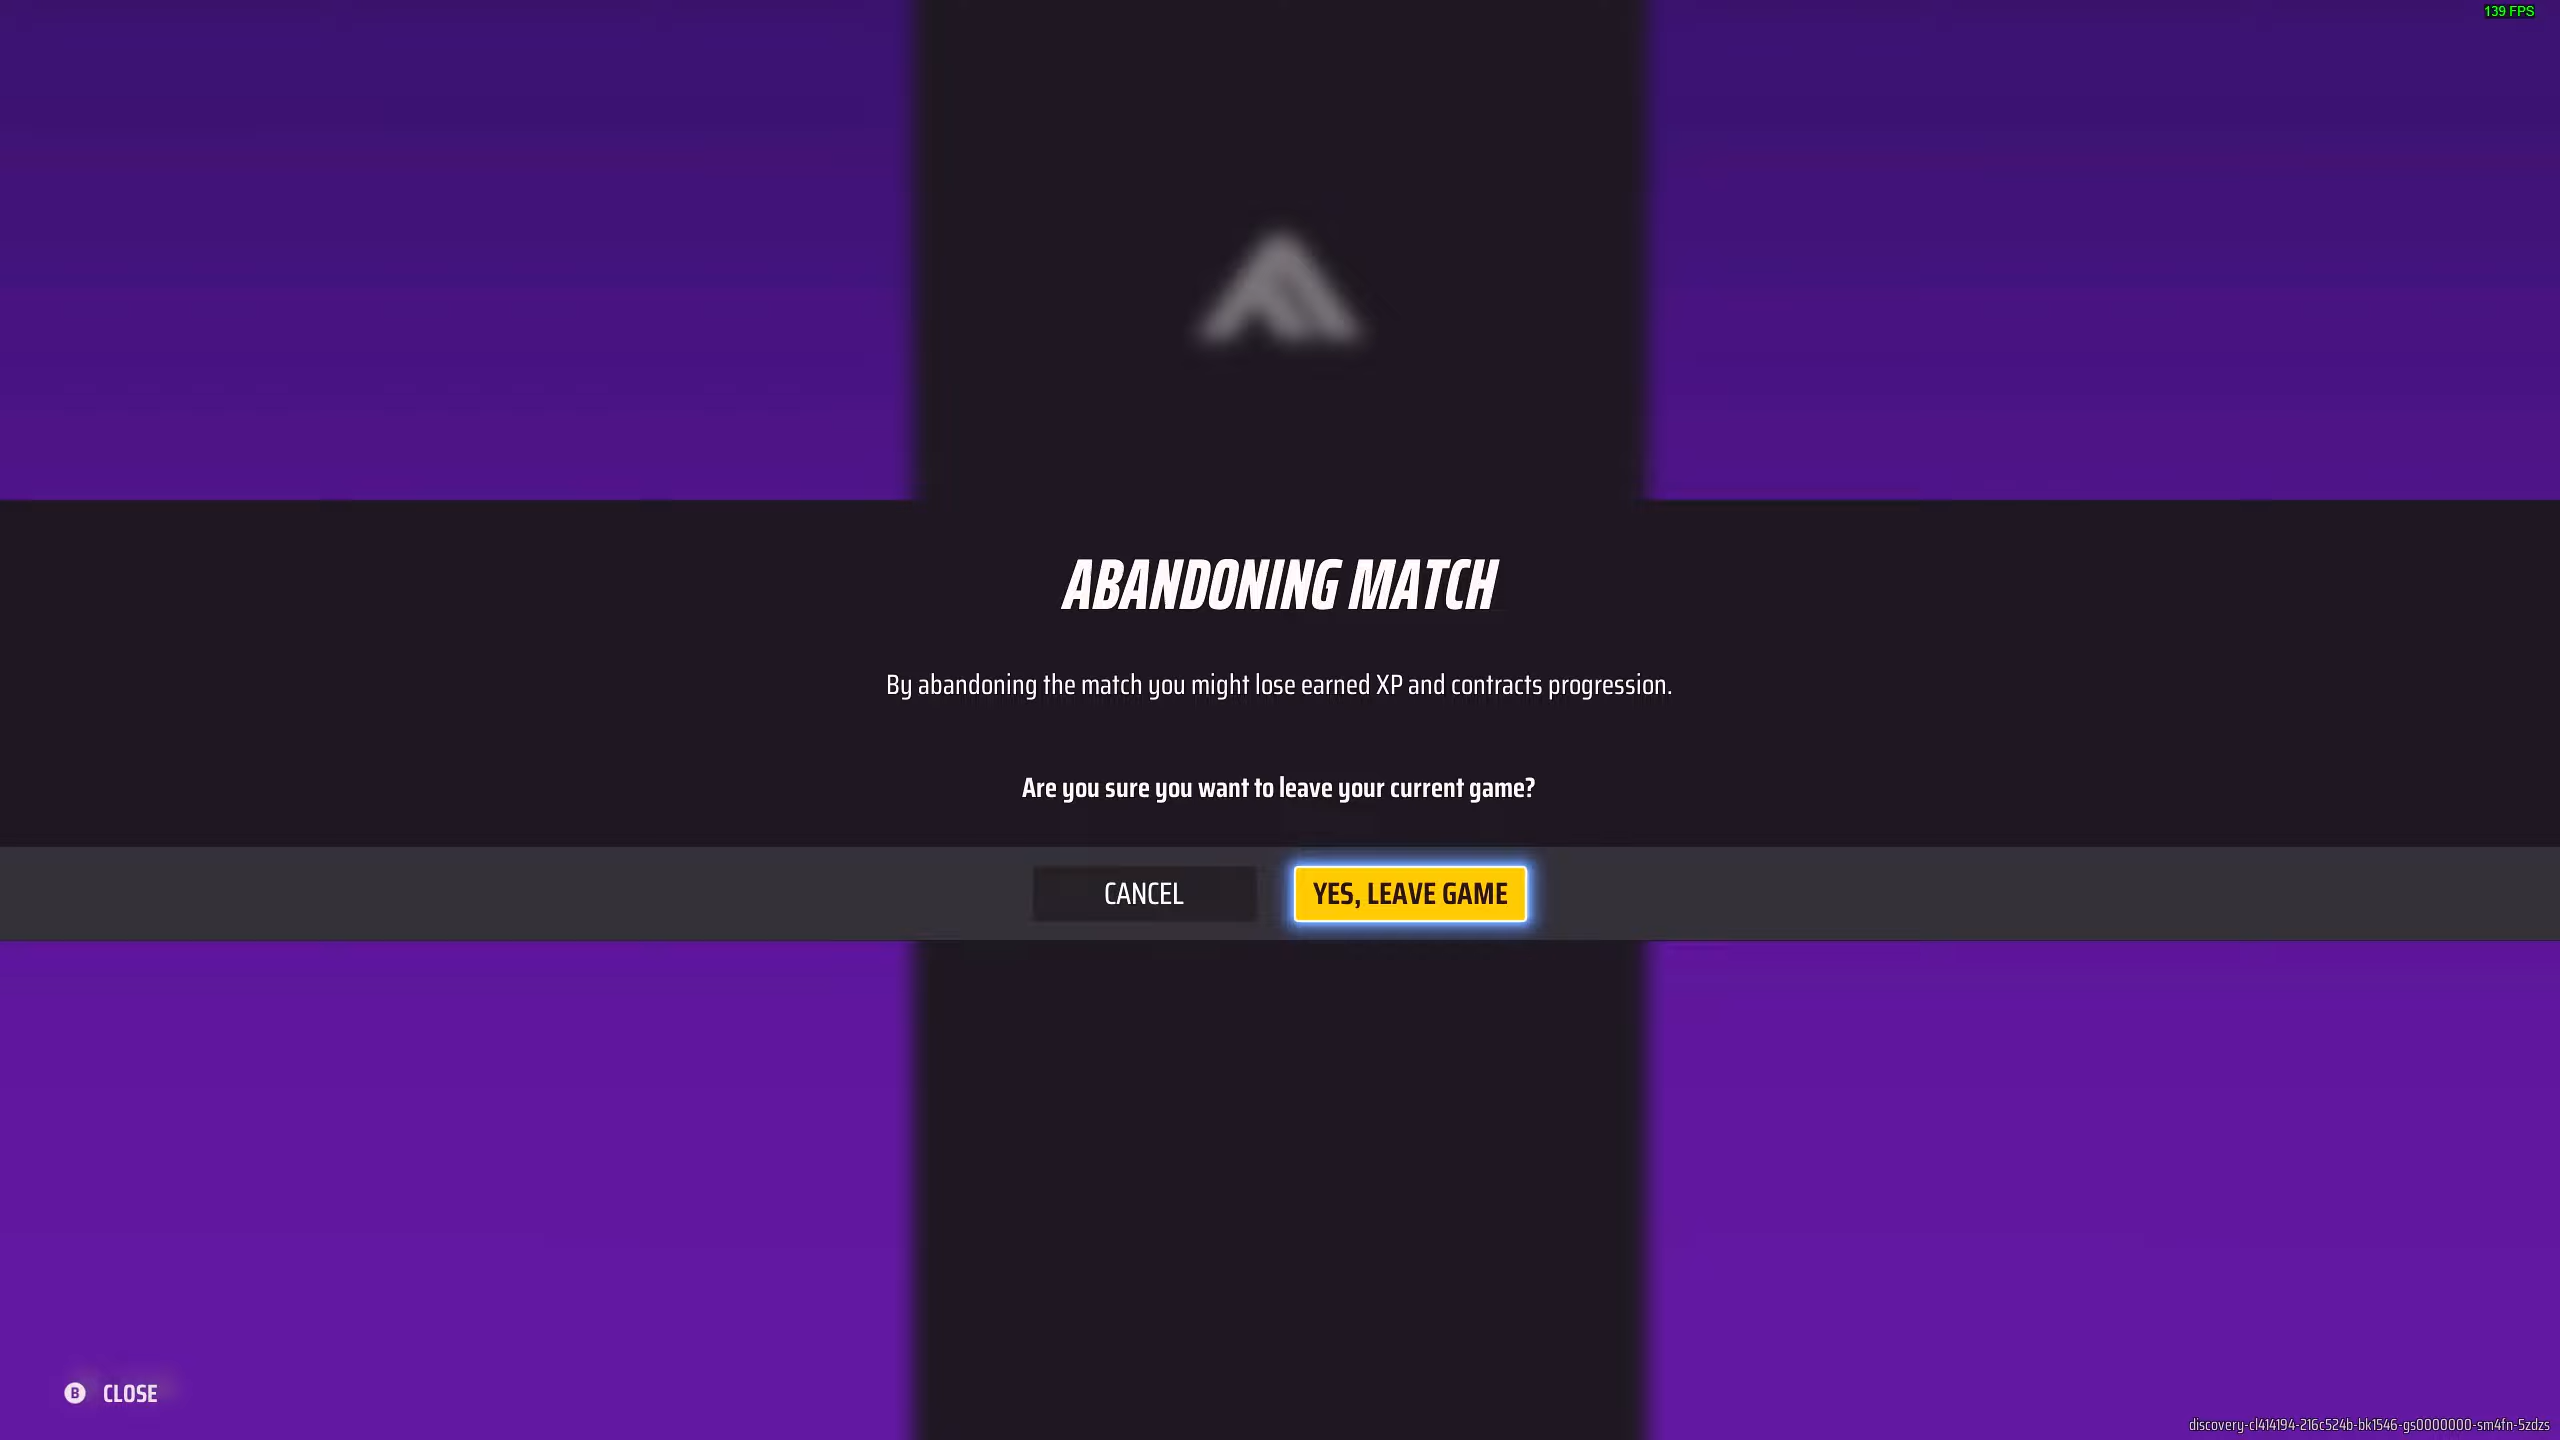 139 FPS
ABANDONING MATCH
By abandoning the match you might lose earned XP and contracts progression.
Are you sure you want to leave your current game?
CANCEL
YES, LEAVE GAME
B CLOSE
discovery-cl414194-216c524b-bk1546-gs0000000-sm4fn-5zdzs